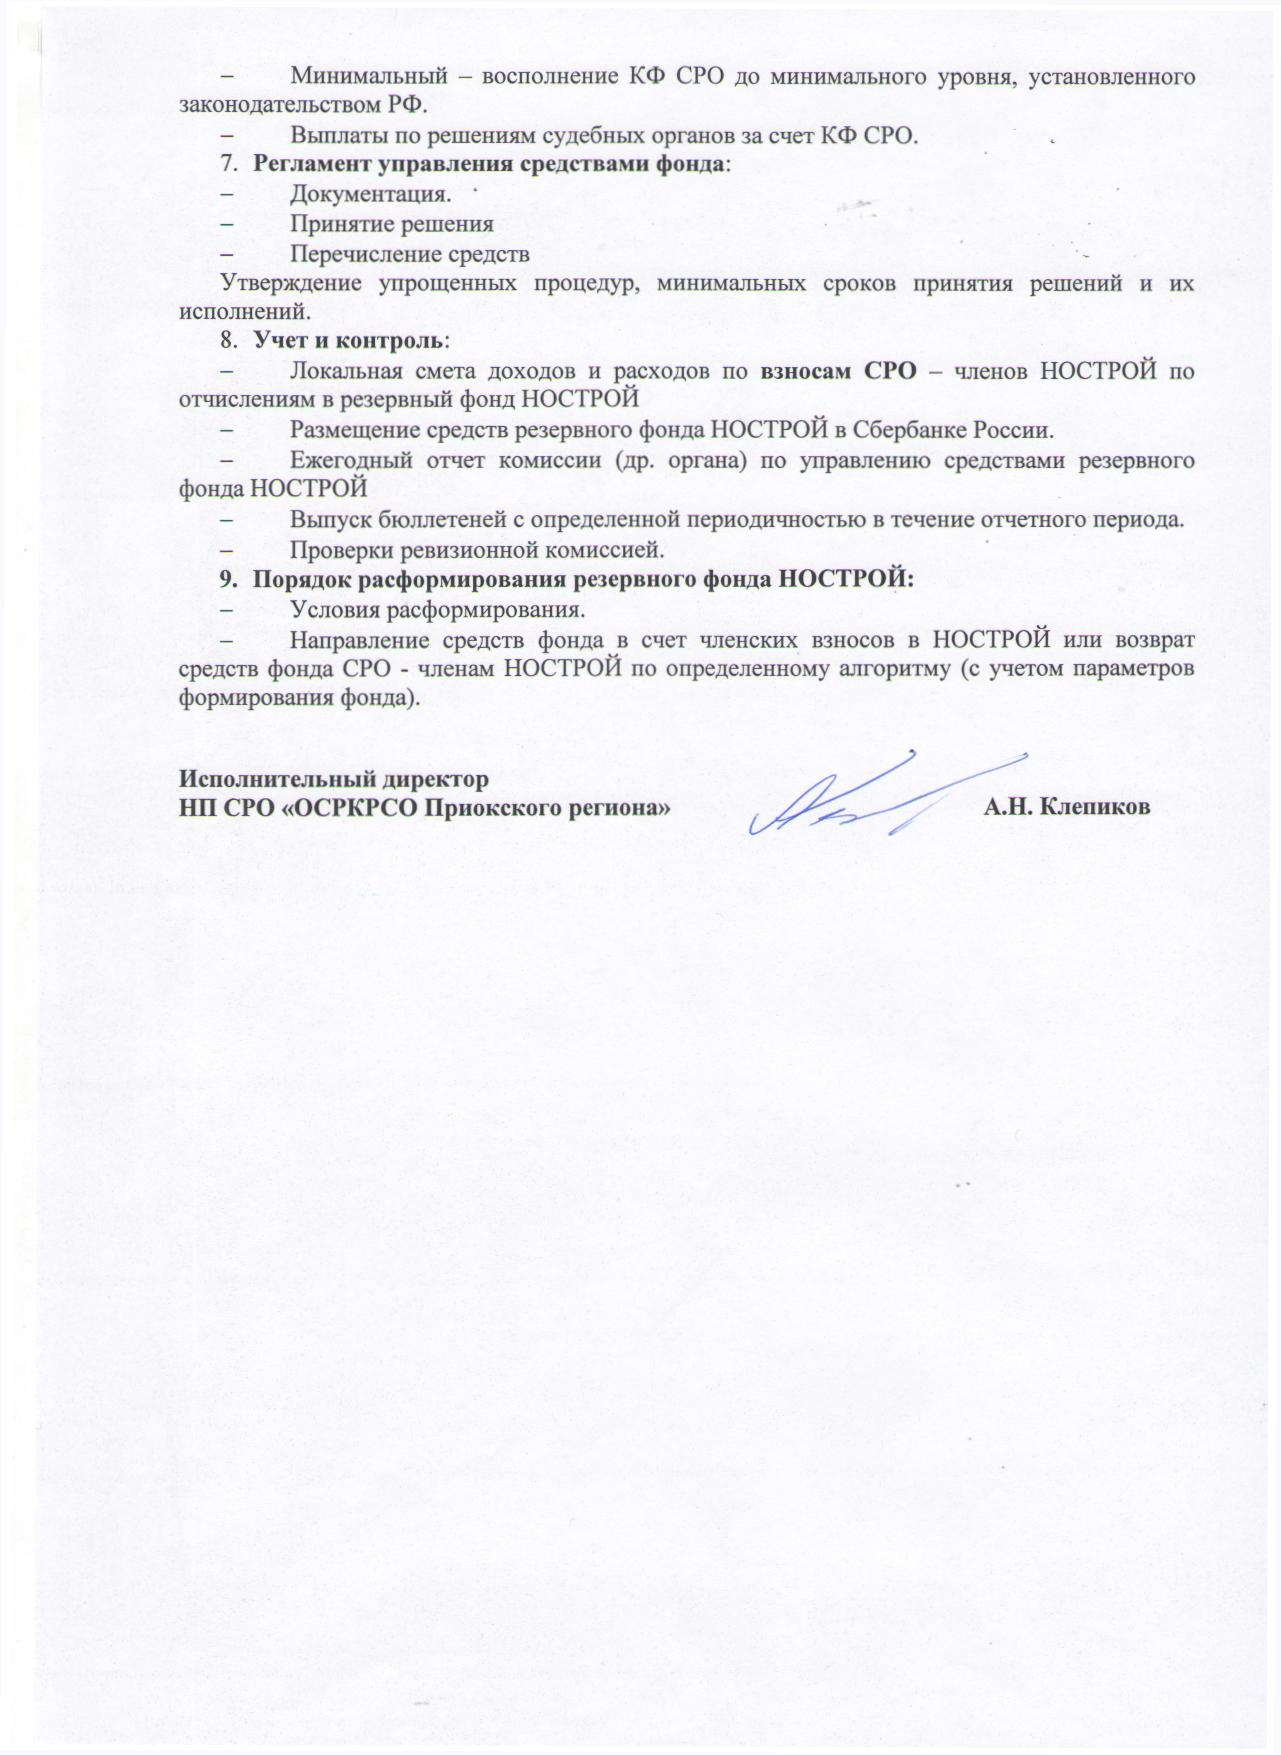 – Минимальный – восполнение КФ СРО до минимального уровня, установленного
законодательством РФ.
– Выплаты по решениям судебных органов за счет КФ СРО.
7. Регламент управления средствами фонда:
– Документация.
– Принятие решения
– Перечисление средств
Утверждение упрощенных процедур, минимальных сроков принятия решений и их
исполнений.
8. Учет и контроль:
– Локальная смета доходов и расходов по взносам СРО – членов НОСТРОЙ по
отчислениям в резервный фонд НОСТРОЙ
– Размещение средств резервного фонда НОСТРОЙ в Сбербанке России.
– Ежегодный отчет комиссии (др. органа) по управлению средствами резервного
фонда НОСТРОЙ
– Выпуск бюллетеней с определенной периодичностью в течение отчетного периода.
– Проверки ревизионной комиссией.
9. Порядок расформирования резервного фонда НОСТРОЙ:
– Условия расформирования.
– Направление средств фонда в счет членских взносов в НОСТРОЙ или возврат
средств фонда СРО - членам НОСТРОЙ по определенному алгоритму (с учетом параметров
формирования фонда).
Исполнительный директор
НП СРО «ОСРКРСО Приокского региона» А.Н. Клепиков